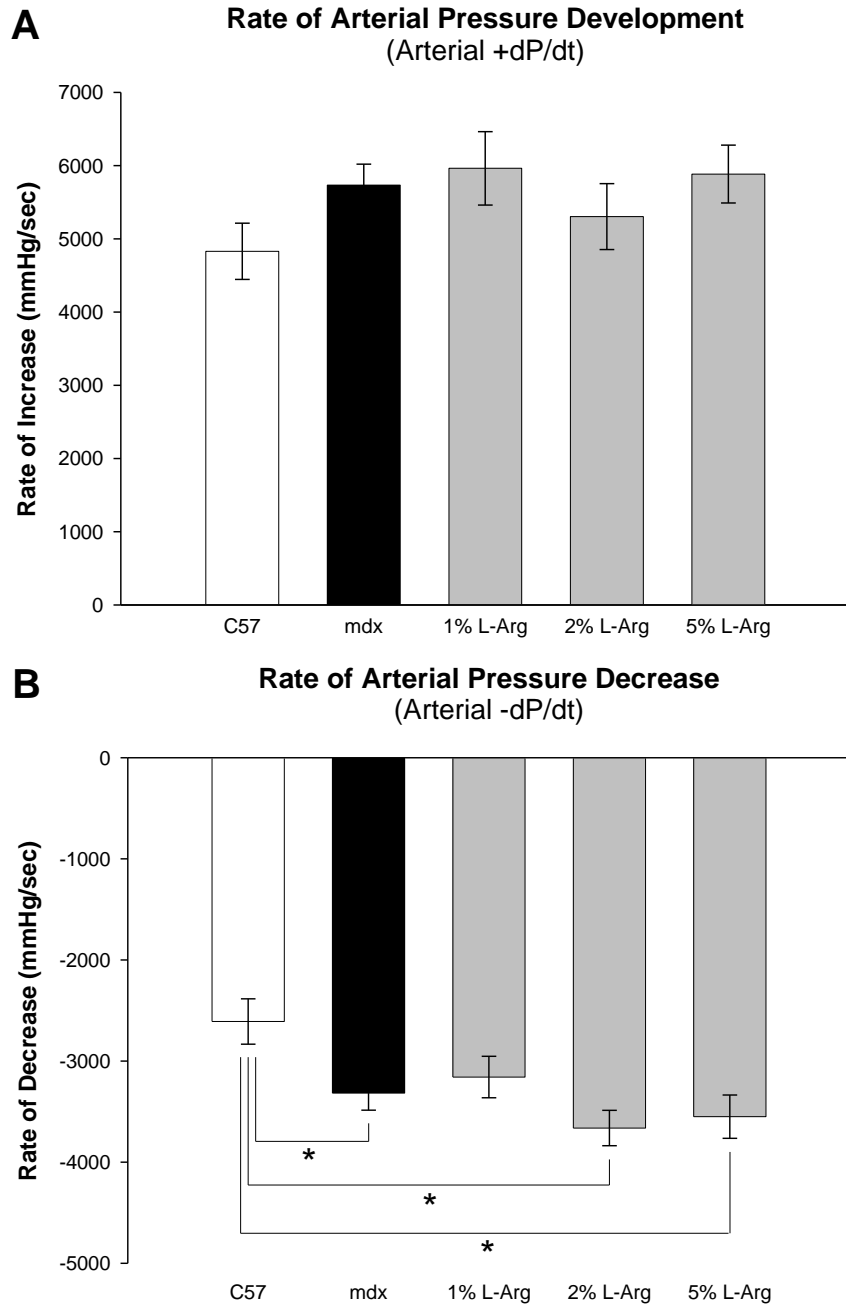 A
Rate of Arterial Pressure Development
(Arterial +dP/dt)
Rate of Increase (mmHg/sec)
7000
6000
5000
4000
3000
2000
1000
0
C57 mdx 1% L-Arg 2% L-Arg 5% L-Arg
B
Rate of Arterial Pressure Decrease
(Arterial -dP/dt)
Rate of Decrease (mmHg/sec)
0
-1000
-2000
-3000
-4000
-5000
*
*
*
C57 mdx 1% L-Arg 2% L-Arg 5% L-Arg